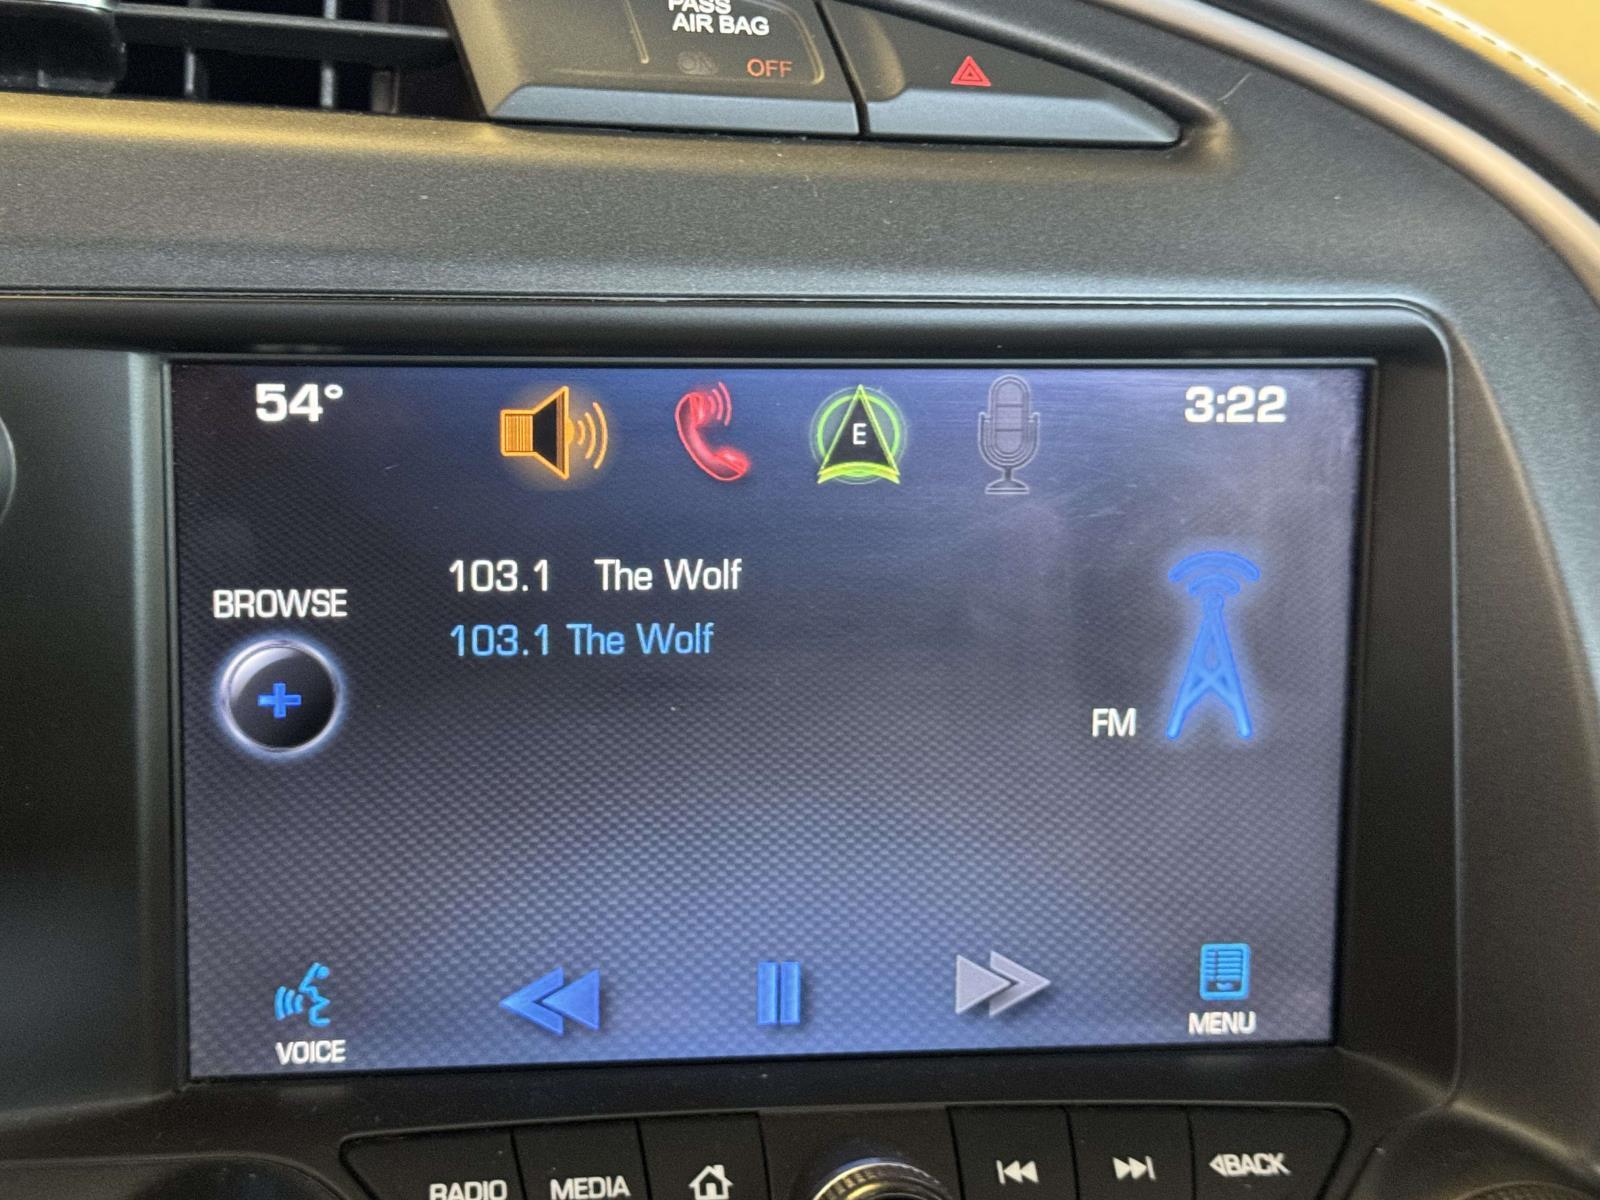 PASS
AIR BAG
ON OFF
54°
E
3:22
103.1 The Wolf
BROWSE
103.1 The Wolf
FM
VOICE
MENU
RADIO
MEDIA
BACK